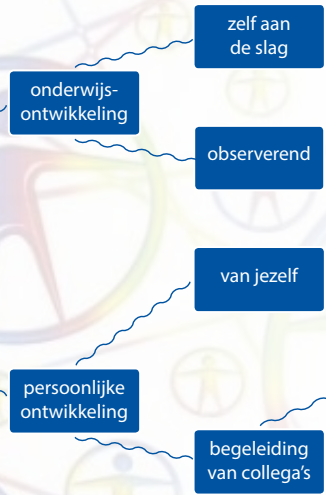 zelf aan
de slag
onderwijs-
ontwikkeling
observerend
van jezelf
persoonlijke
ontwikkeling
begeleiding
van collega's